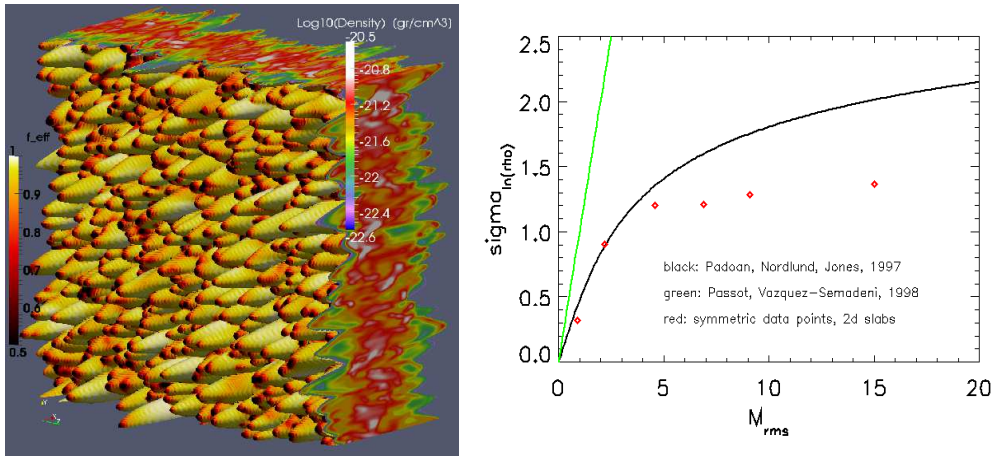 Log10(Density) [gr/cm^3]
-20.5
-20.8
-21.2
-21.6
-22
-22.4
-22.6
f_eff
1
0.9
0.8
0.7
0.6
0.5
2.5
2.0
1.5
1.0
0.5
0.0
sigma_ln(rho)
black: Padoan, Nordlund, Jones, 1997
green: Passot, Vazquez-Semadeni, 1998
red: symmetric data points, 2d slabs
0 5 10 15 20
M_rms